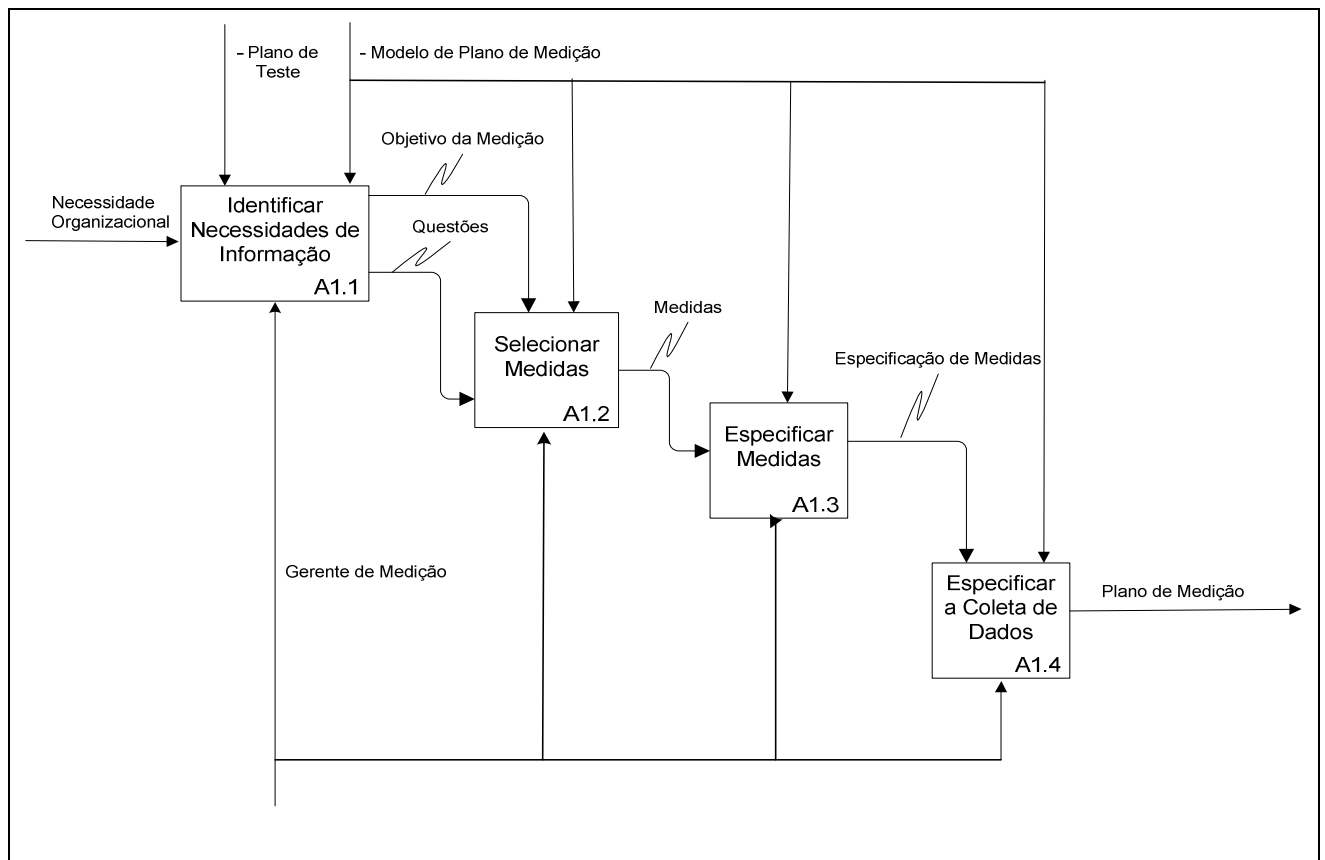 - Plano de
Teste
- Modelo de Plano de Medição
Objetivo da Medição
Necessidade
Organizacional
Identificar
Necessidades de
Informação
A1.1
Questões
Selecionar
Medidas
A1.2
Medidas
Especificação de Medidas
Especificar
Medidas
A1.3
Gerente de Medição
Especificar
a Coleta de
Dados
A1.4
Plano de Medição